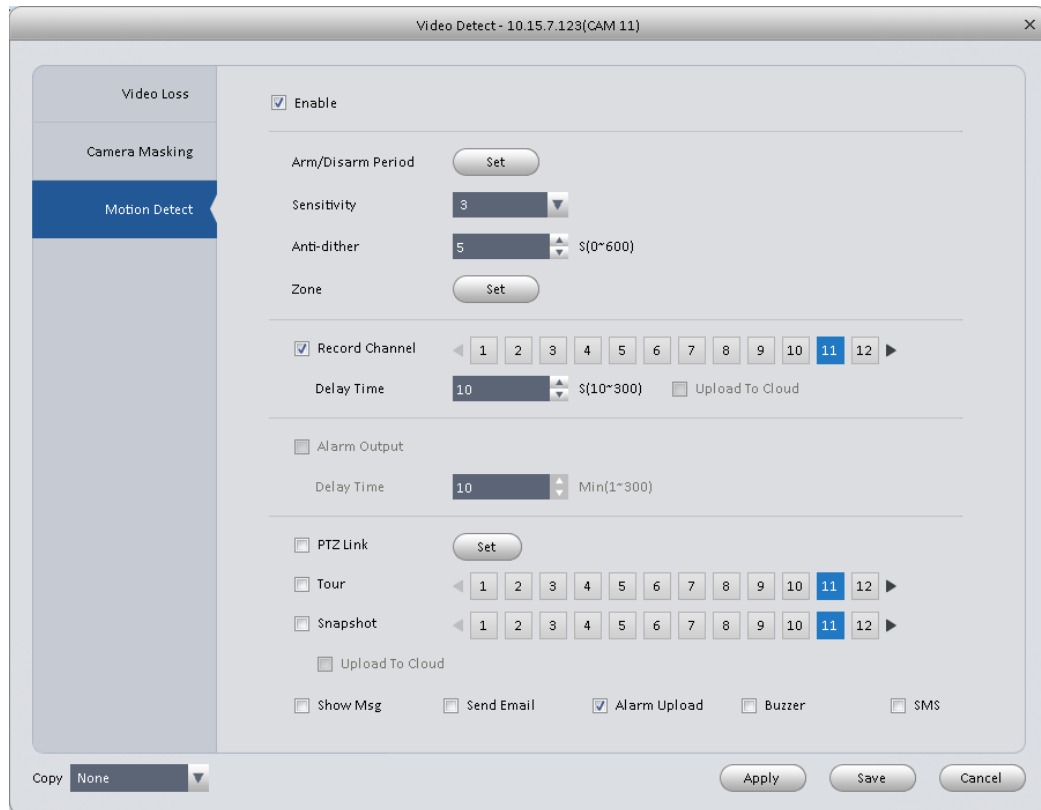 Video Detect - 10.15.7.123(CAM 11)
Video Loss
Camera Masking
Motion Detect
Enable
Arm/Disarm Period Set
Sensitivity 3
Anti-dither 5 S(0~600)
Zone Set
Record Channel 1 2 3 4 5 6 7 8 9 10 11 12
Delay Time 10 S(10~300) Upload To Cloud
Alarm Output
Delay Time 10 Min(1~300)
PTZ Link Set
Tour 1 2 3 4 5 6 7 8 9 10 11 12
Snapshot 1 2 3 4 5 6 7 8 9 10 11 12
Upload To Cloud
Show Msg Send Email Alarm Upload Buzzer SMS
Copy None Apply Save Cancel